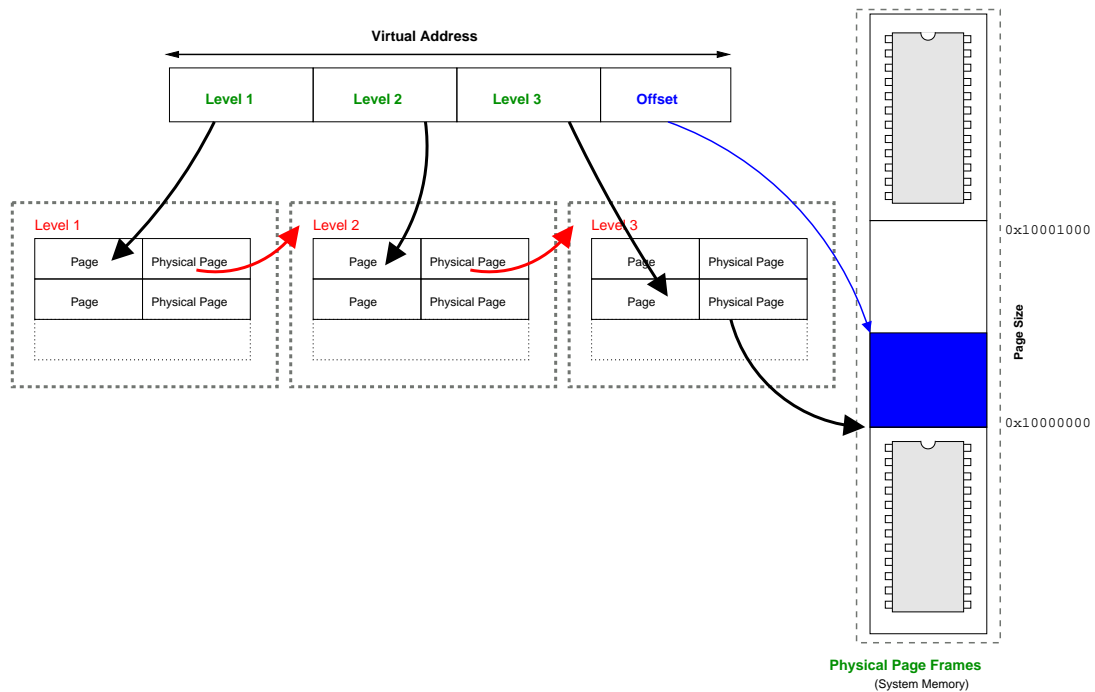 Virtual Address
Level 1 Level 2 Level 3 Offset
Level 1
Page Physical Page
Page Physical Page
Level 2
Page Physical Page
Page Physical Page
Level 3
Page Physical Page
Page Physical Page
0x10001000
Page Size
0x10000000
Physical Page Frames
(System Memory)